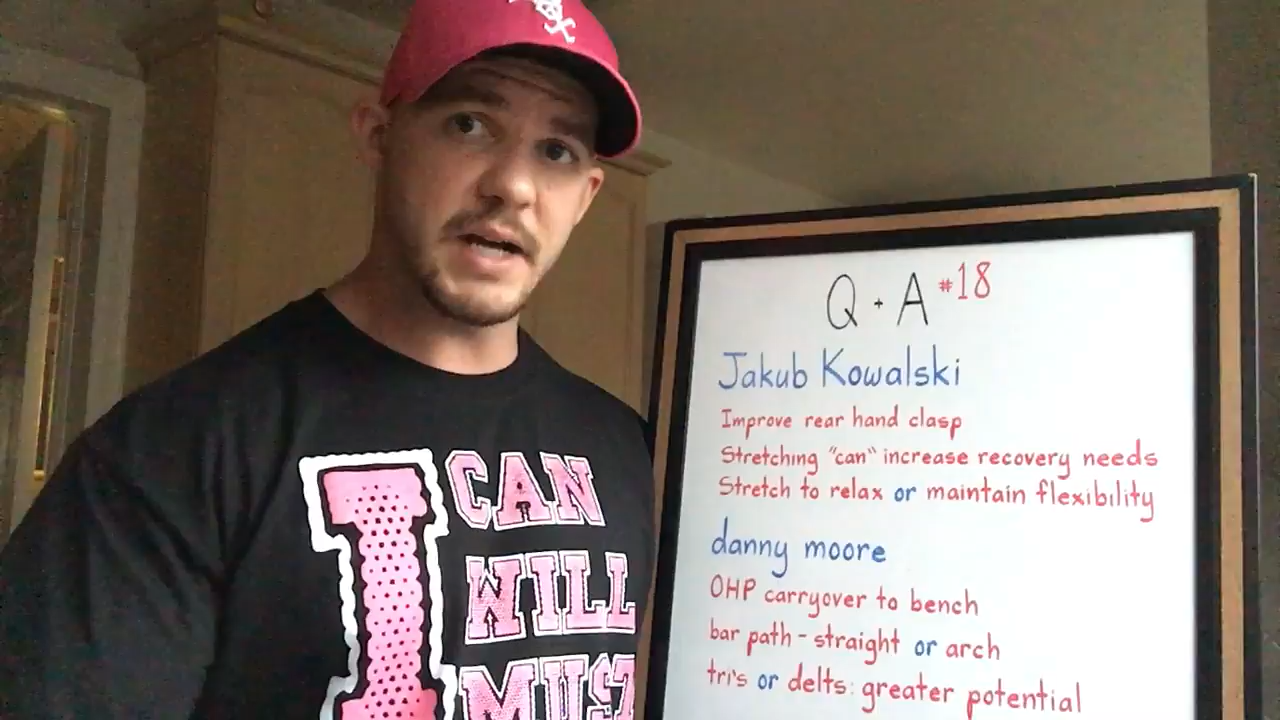 I CAN
WILL
MUST
Q + A #18
Jakub Kowalski
Improve rear hand clasp
Stretching "can" increase recovery needs
Stretch to relax or maintain flexibility
danny moore
OHP carryover to bench
bar path - straight or arch
tri's or delts: greater potential